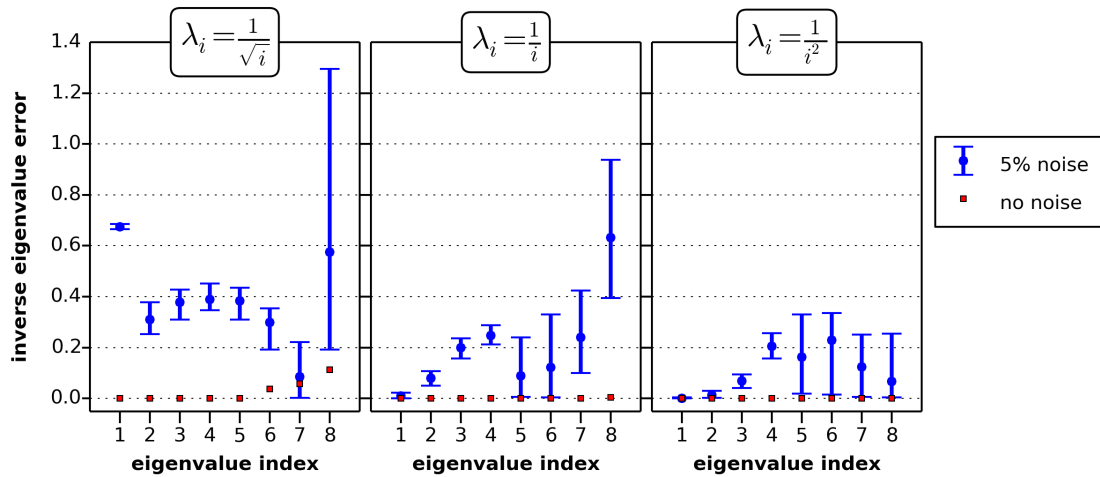 λᵢ=1/√i λᵢ=1/i λᵢ=1/i²
1.4
1.2
1.0
0.8
0.6
0.4
0.2
0.0
inverse eigenvalue error
5% noise
no noise
1 2 3 4 5 6 7 8 1 2 3 4 5 6 7 8 1 2 3 4 5 6 7 8
eigenvalue index eigenvalue index eigenvalue index